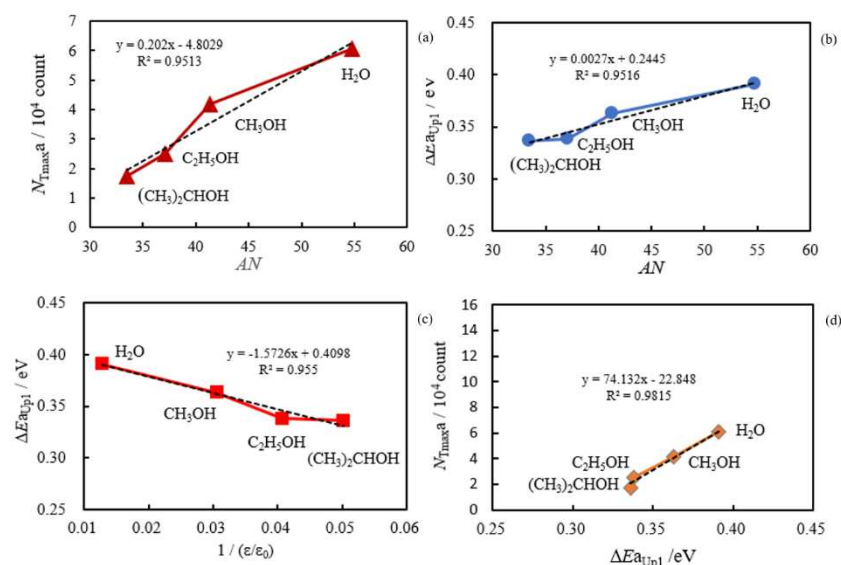 (a)
y = 0.202x - 4.8029
R² = 0.9513
7
6
5
4
3
2
1
0
N_Tmaxa / 10⁴ count
H₂O
CH₃OH
C₂H₅OH
(CH₃)₂CHOH
30 35 40 45 50 55 60
AN
(b)
y = 0.0027x + 0.2445
R² = 0.9516
0.45
0.40
0.35
0.30
0.25
ΔEa_Up1 / eV
H₂O
CH₃OH
C₂H₅OH
(CH₃)₂CHOH
30 35 40 45 50 55 60
AN
(c)
0.45
0.40
0.35
0.30
0.25
ΔEa_Up1 / eV
H₂O
y = -1.5726x + 0.4098
R² = 0.955
CH₃OH
C₂H₅OH
(CH₃)₂CHOH
0.01 0.02 0.03 0.04 0.05 0.06
1 / (ε/ε₀)
(d)
16
14
12
10
8
6
4
2
0
N_Tmaxa / 10⁴ count
y = 74.132x - 22.848
R² = 0.9815
H₂O
C₂H₅OH
CH₃OH
(CH₃)₂CHOH
0.25 0.30 0.35 0.40 0.45
ΔEa_Up1 /eV